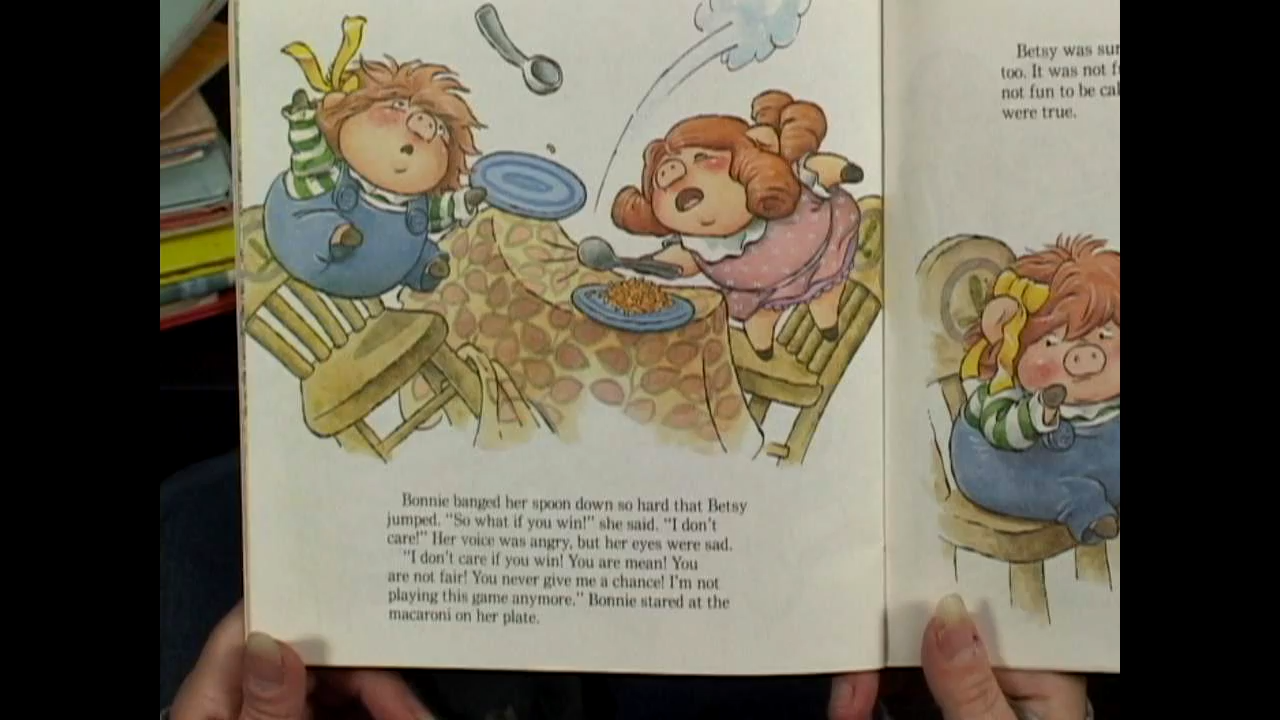 Bonnie banged her spoon down so hard that Betsy
jumped. "So what if you win!" she said. "I don't
care!" Her voice was angry, but her eyes were sad.
"I don't care if you win! You are mean! You
are not fair! You never give me a chance! I'm not
playing this game anymore." Bonnie stared at the
macaroni on her plate.
Betsy was
too. It was not
not fun to be
were true.